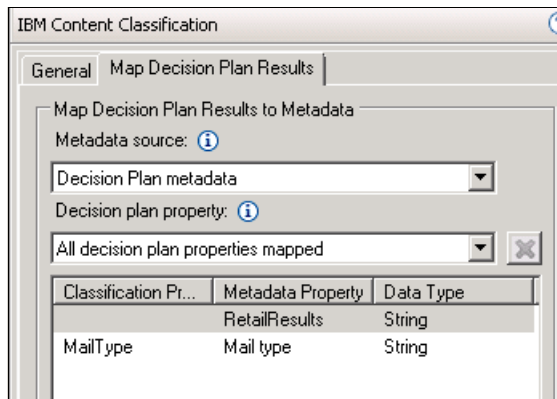 IBM Content Classification
General Map Decision Plan Results
Map Decision Plan Results to Metadata
Metadata source:
Decision Plan metadata
Decision plan property:
All decision plan properties mapped
Classification Pr... Metadata Property Data Type
RetailResults String
MailType Mail type String